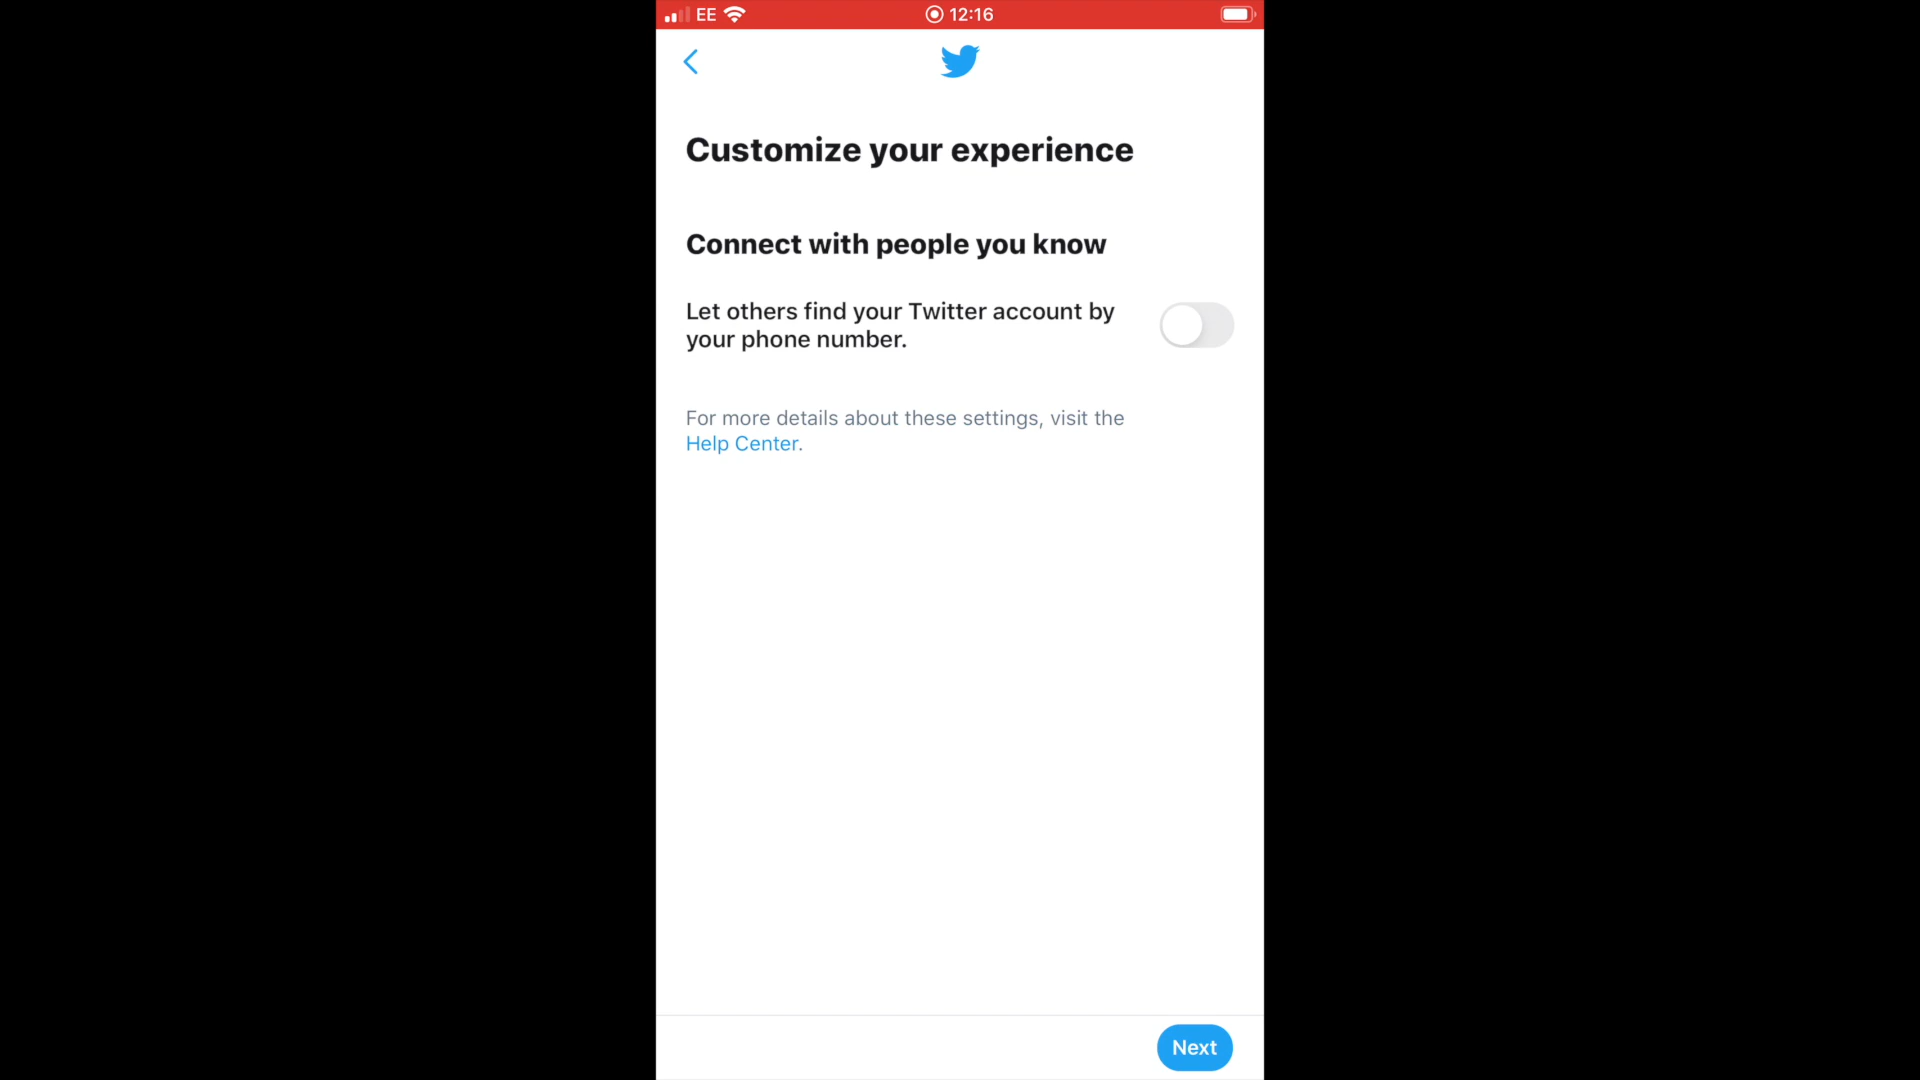 EE 12:16
Customize your experience
Connect with people you know
Let others find your Twitter account by
your phone number.
For more details about these settings, visit the
Help Center.
Next